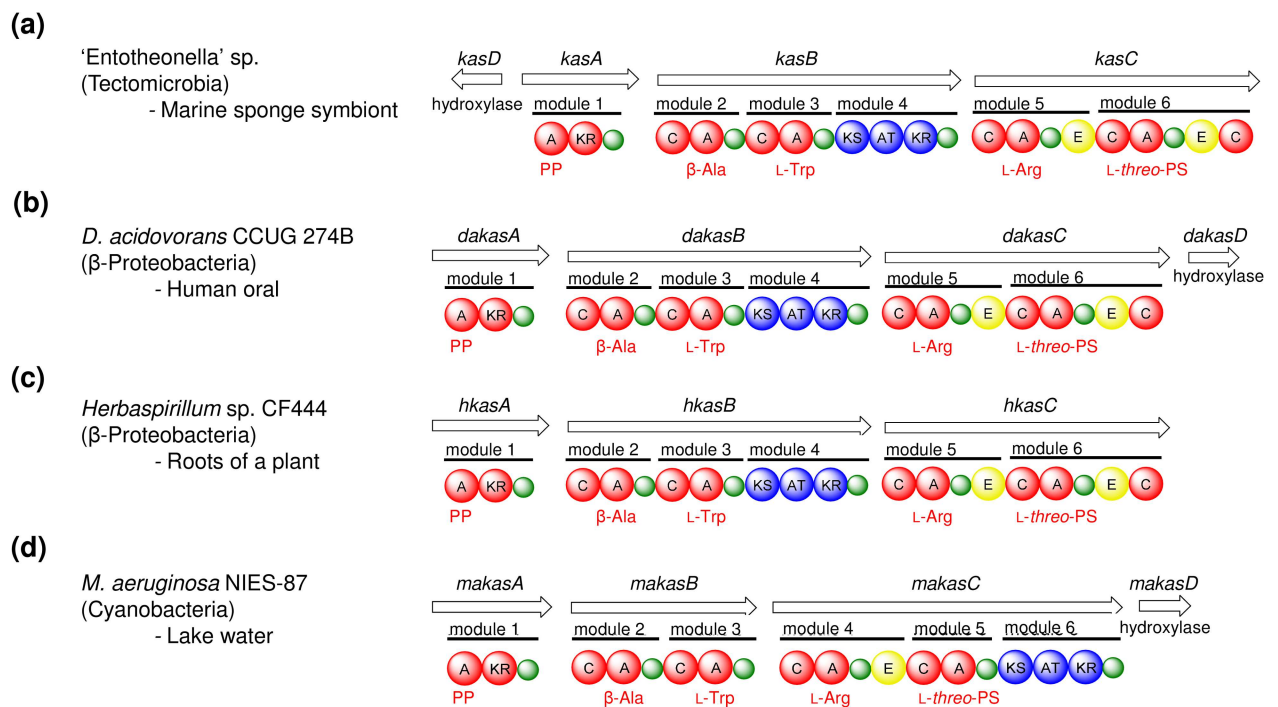 (a)
‘Entotheonella’ sp.
(Tectomicrobia)
- Marine sponge symbiont
kasD kasA kasB kasC
hydroxylase module 1 module 2 module 3 module 4 module 5 module 6
A KR C A C A KS AT KR C A E C A E C
PP β-Ala L-Trp L-Arg L-threo-PS
(b)
D. acidovorans CCUG 274B
(β-Proteobacteria)
- Human oral
dakasA dakasB dakasC dakasD
module 1 module 2 module 3 module 4 module 5 module 6 hydroxylase
A KR C A C A KS AT KR C A E C A E C
PP β-Ala L-Trp L-Arg L-threo-PS
(c)
Herbaspirillum sp. CF444
(β-Proteobacteria)
- Roots of a plant
hkasA hkasB hkasC
module 1 module 2 module 3 module 4 module 5 module 6
A KR C A C A KS AT KR C A E C A E C
PP β-Ala L-Trp L-Arg L-threo-PS
(d)
M. aeruginosa NIES-87
(Cyanobacteria)
- Lake water
makasA makasB makasC makasD
module 1 module 2 module 3 module 4 module 5 module 6 hydroxylase
A KR C A C A C A E C A KS AT KR
PP β-Ala L-Trp L-Arg L-threo-PS